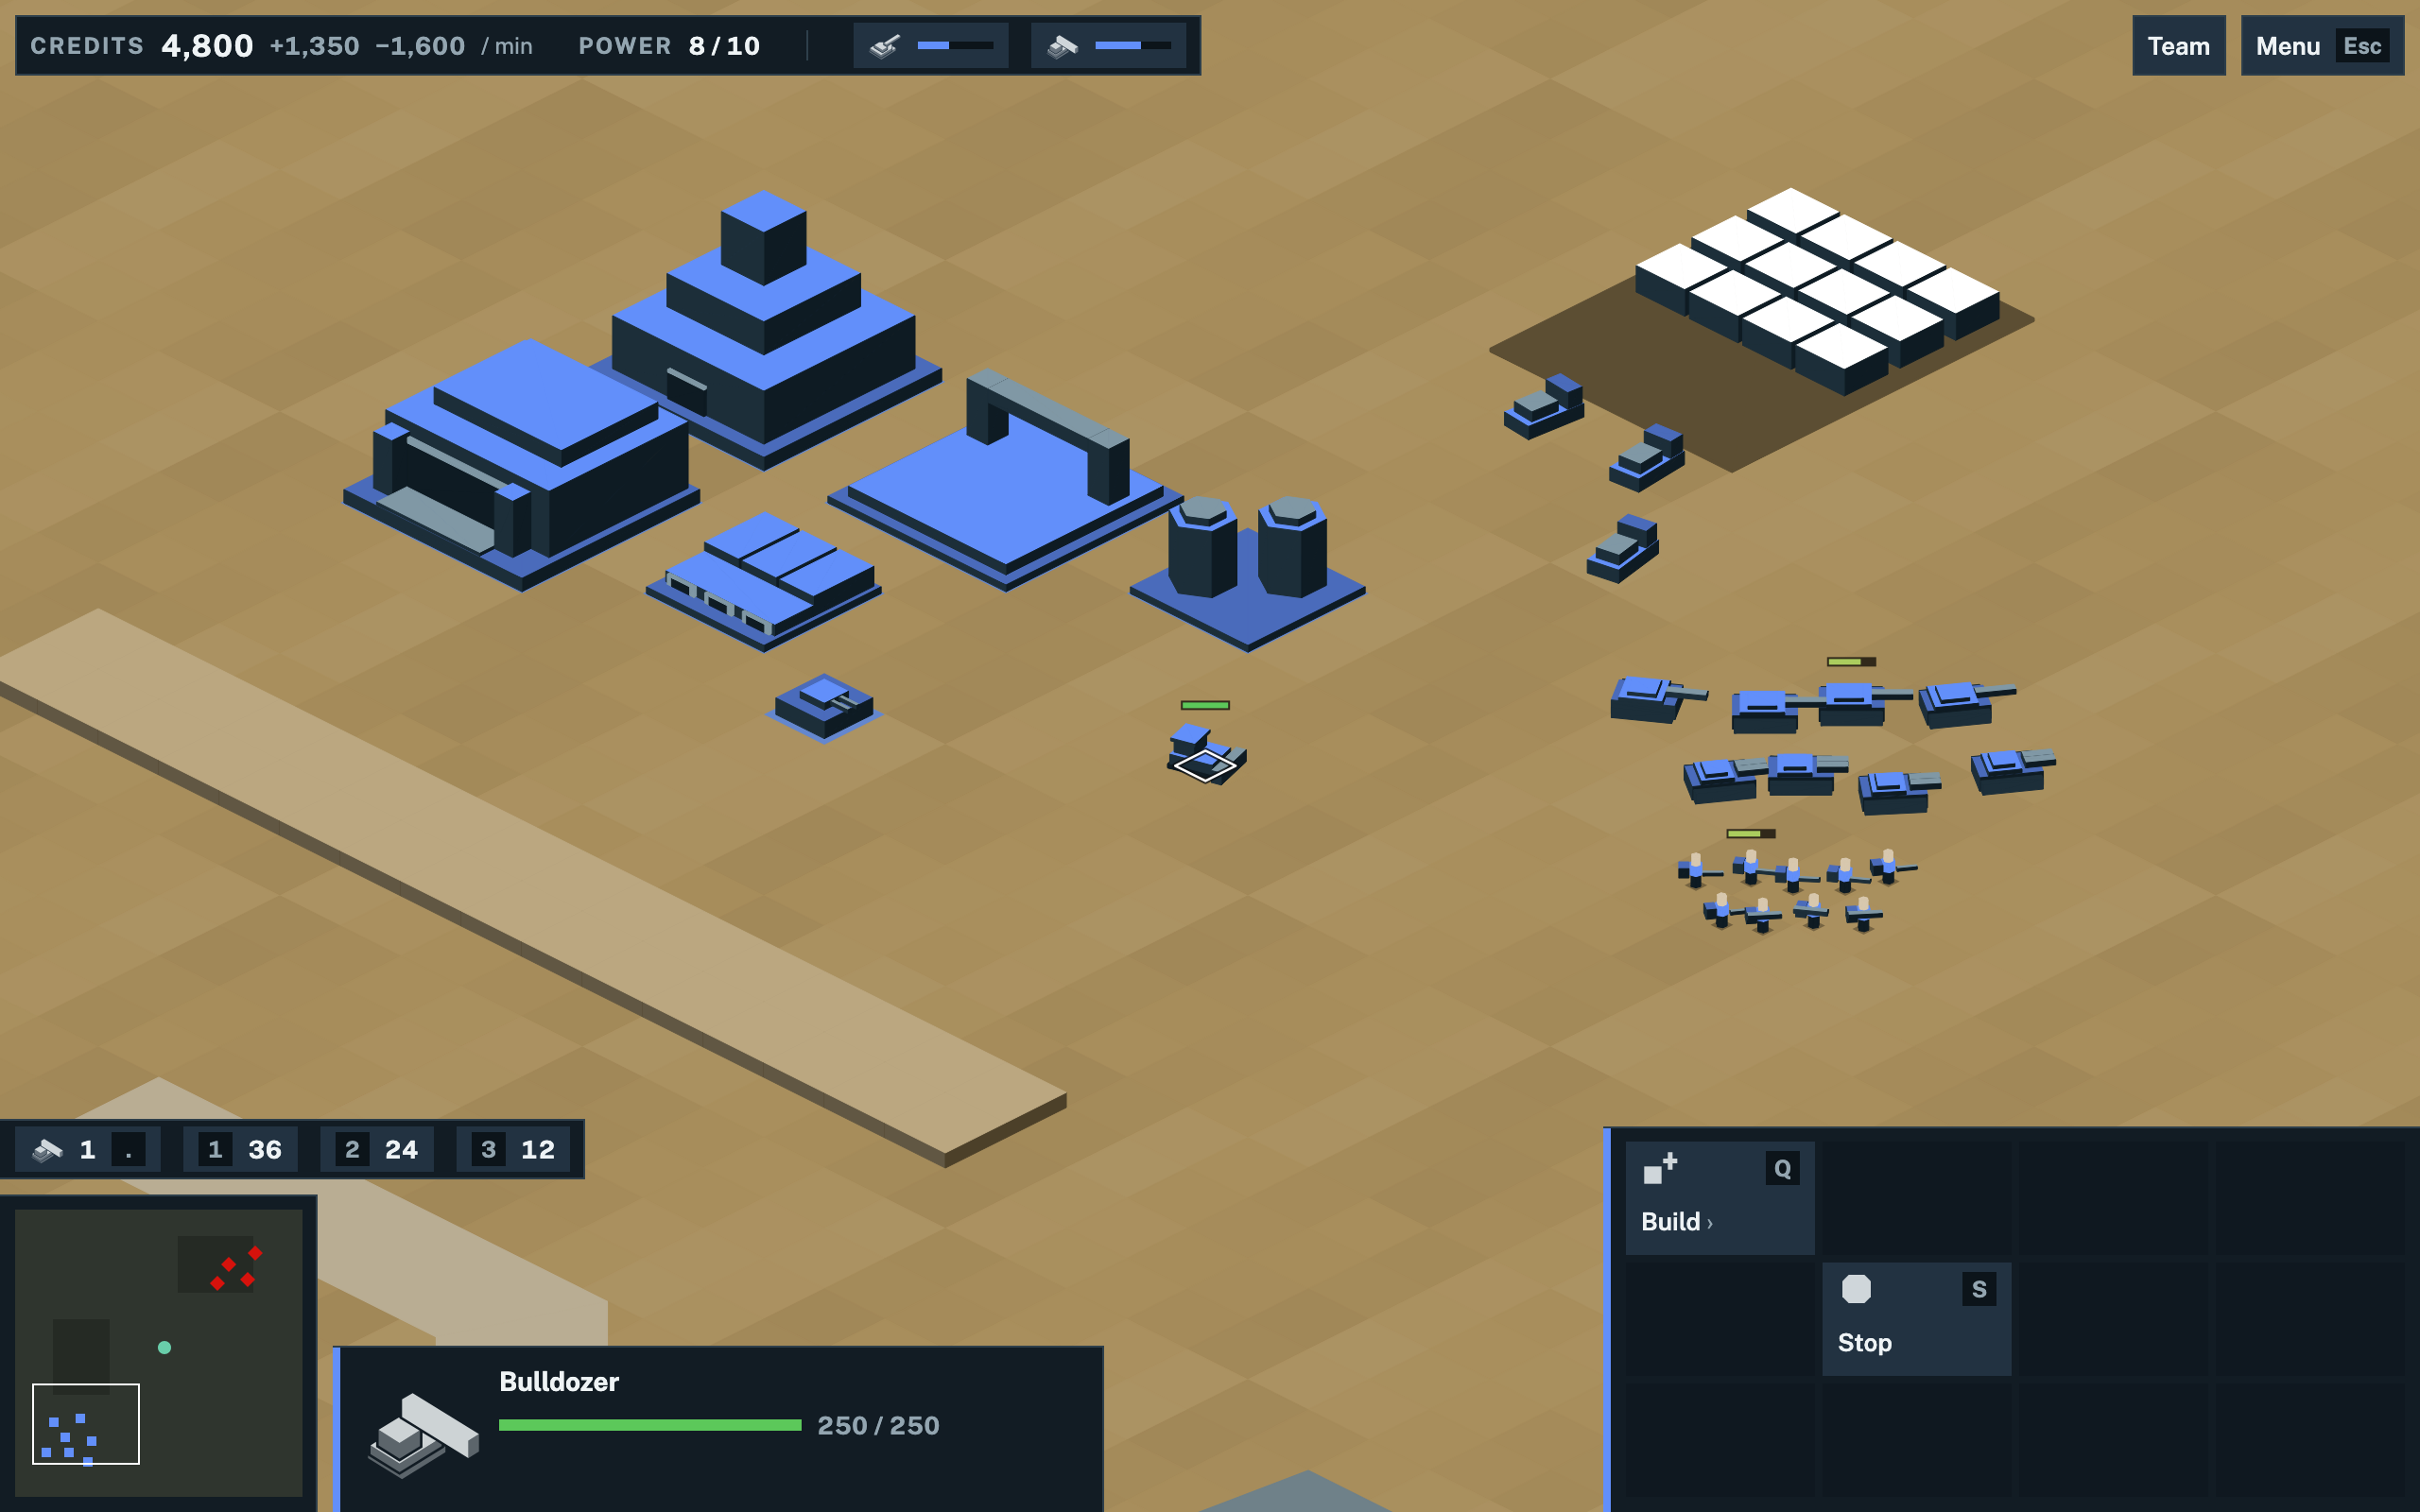 CREDITS 4,800 +1,350 −1,600 / min POWER 8 / 10
Team
Menu Esc
1 .
1 36
2 24
3 12
Bulldozer
250 / 250
Q
Build ›
S
Stop